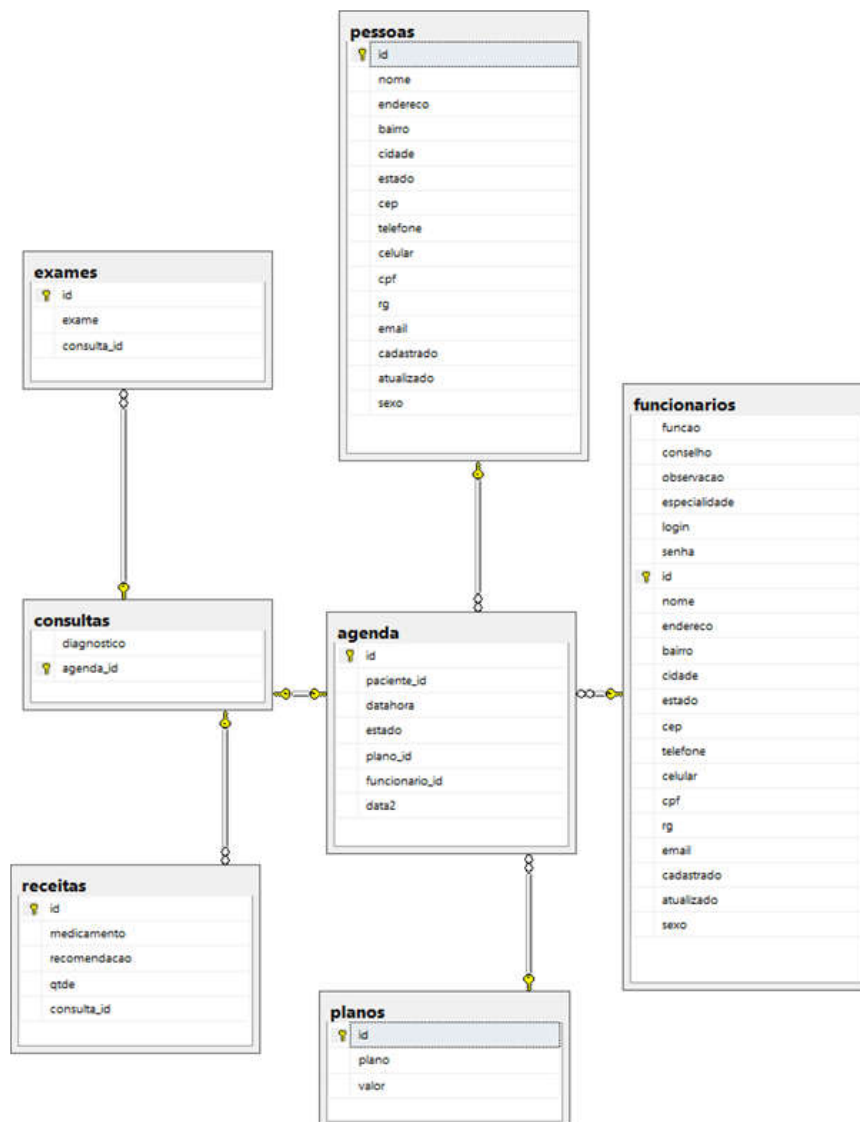 pessoas
id
nome
endereco
bairro
cidade
estado
cep
telefone
celular
cpf
rg
email
cadastrado
atualizado
sexo
exames
id
exame
consulta_id
funcionarios
funcao
conselho
observacao
especialidade
login
senha
id
nome
endereco
bairro
cidade
estado
cep
telefone
celular
cpf
rg
email
cadastrado
atualizado
sexo
consultas
diagnostico
agenda_id
agenda
id
paciente_id
datahora
estado
plano_id
funcionario_id
data2
receitas
id
medicamento
recomendacao
qtde
consulta_id
planos
id
plano
valor